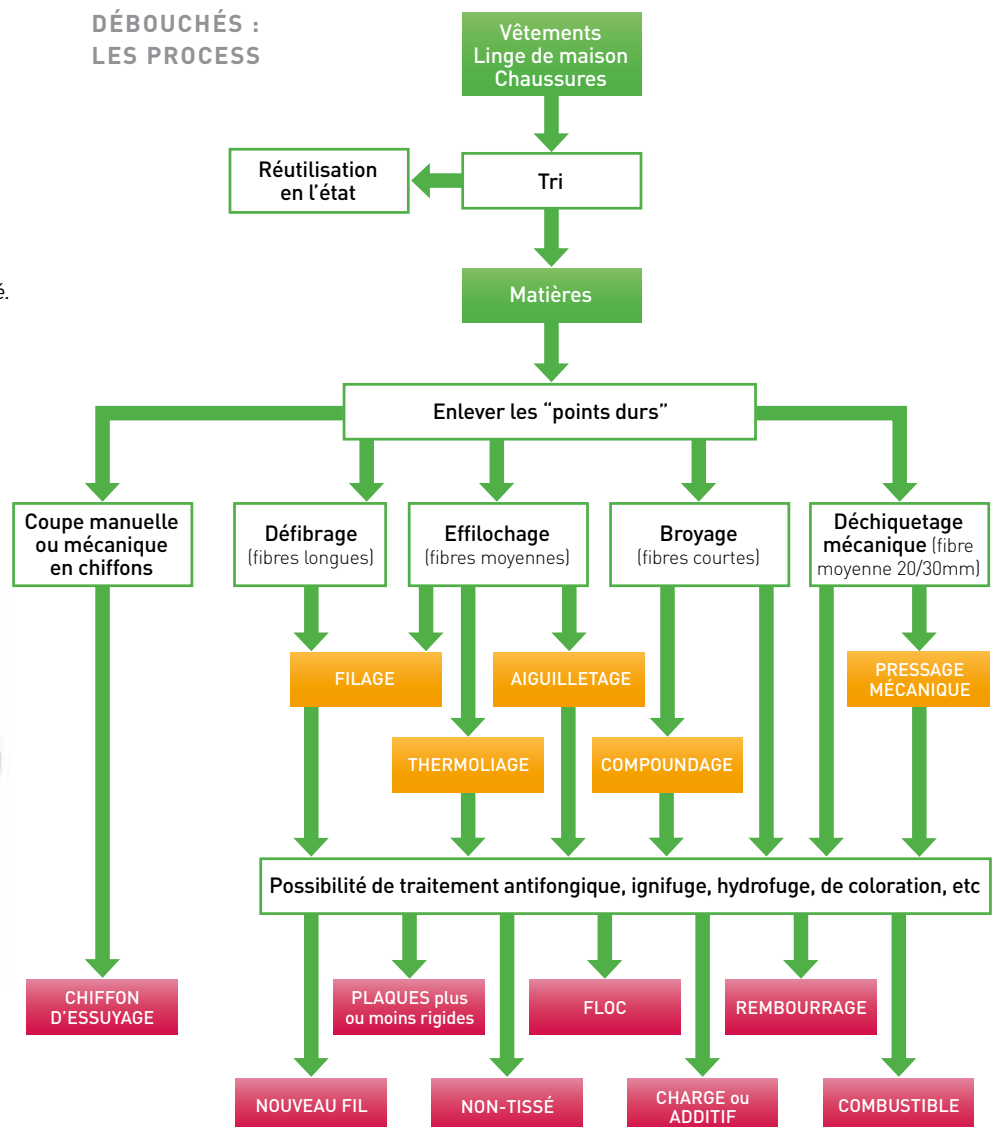 DÉBOUCHÉS :
LES PROCESS
Vêtements
Linge de maison
Chaussures
Réutilisation
en l’état
Tri
é.
Matières
Enlever les “points durs”
Coupe manuelle
ou mécanique
en chiffons
Défibrage
(fibres longues)
Effilochage
(fibres moyennes)
Broyage
(fibres courtes)
Déchiquetage
mécanique (fibre
moyenne 20/30mm)
FILAGE
AIGUILLETAGE
PRESSAGE
MÉCANIQUE
THERMOLIAGE
COMPOUNDAGE
Possibilité de traitement antifongique, ignifuge, hydrofuge, de coloration, etc
CHIFFON
D'ESSUYAGE
PLAQUES plus
ou moins rigides
FLOC
REMBOURRAGE
NOUVEAU FIL
NON-TISSÉ
CHARGE ou
ADDITIF
COMBUSTIBLE